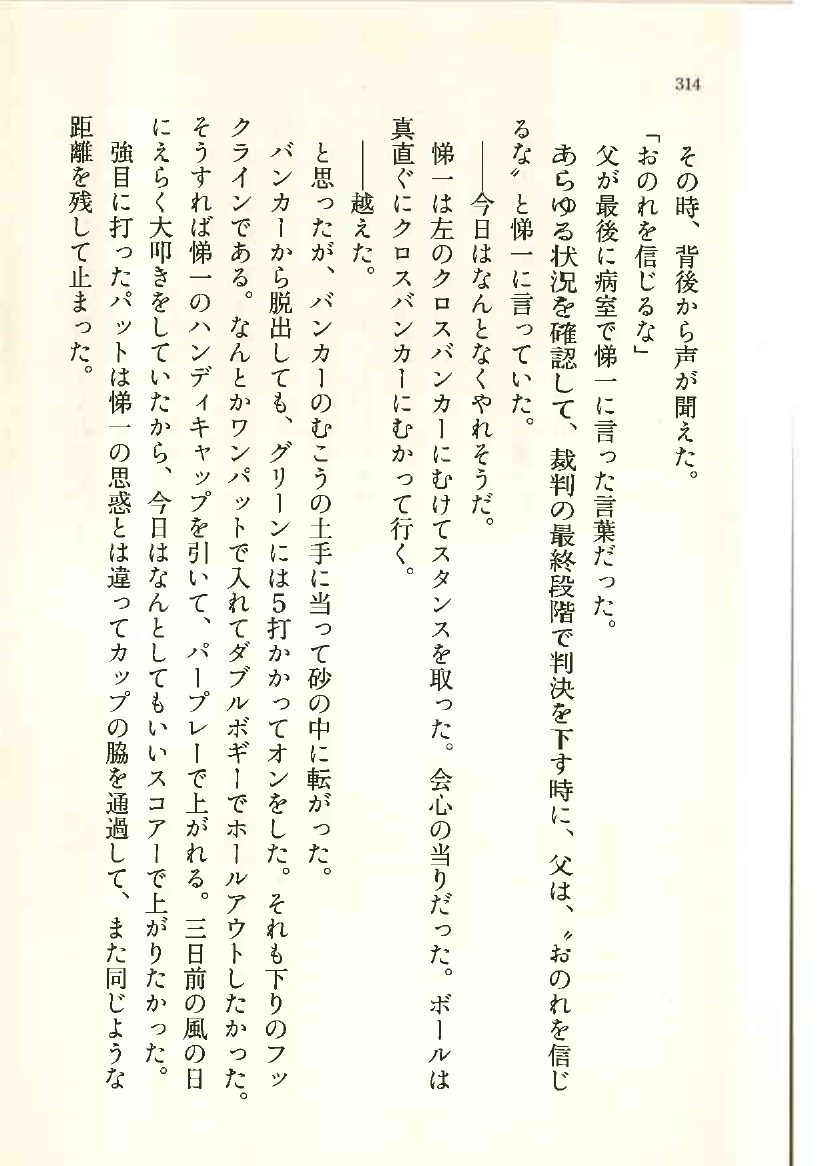 314
その時、背後から声が聞えた。
「おのれを信じるな」
父が最後に病室で悌一に言った言葉だった。
あらゆる状況を確認して、裁判の最終段階で判決を下す時に、父は、〝おのれを信じ
るな〟と悌一に言っていた。
――今日はなんとなくやれそうだ。
悌一は左のクロスバンカーにむけてスタンスを取った。会心の当りだった。ボールは
真直ぐにクロスバンカーにむかって行く。
――越えた。
と思ったが、バンカーのむこうの土手に当って砂の中に転がった。
バンカーから脱出しても、グリーンには5打かかってオンをした。それも下りのフッ
クラインである。なんとかワンパットで入れてダブルボギーでホールアウトしたかった。
そうすれば悌一のハンディキャップを引いて、パープレーで上がれる。三日前の風の日
にえらく大叩きをしていたから、今日はなんとしてもいいスコアーで上がりたかった。
強目に打ったパットは悌一の思惑とは違ってカップの脇を通過して、また同じような
距離を残して止まった。